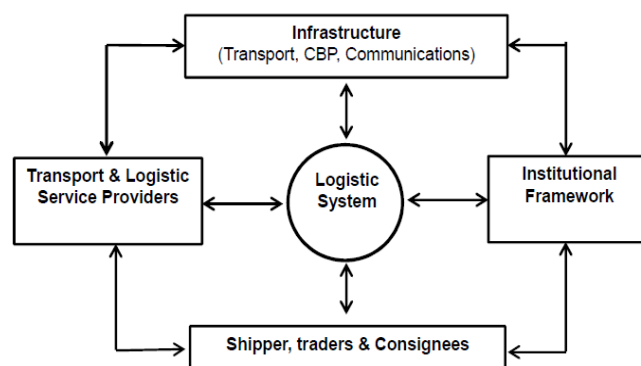 Infrastructure
(Transport, CBP, Communications)
Transport & Logistic
Service Providers
Logistic
System
Institutional
Framework
Shipper, traders & Consignees